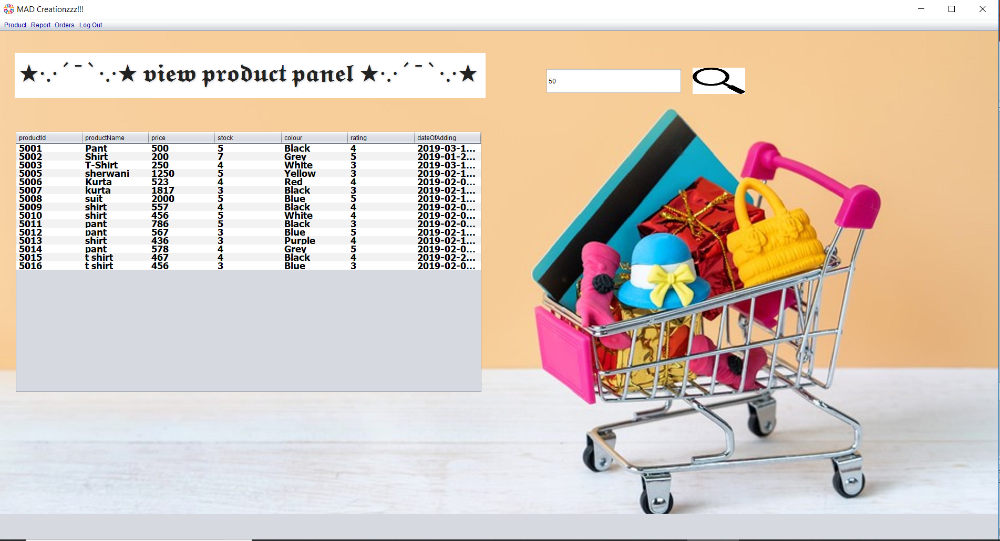 MAD Creationzzz!!!
Product Report Orders Log Out
★·.·´¯`·.·★ view product panel ★·.·´¯`·.·★
50
productId productName price stock colour rating dateOfAdding
5001 Pant 500 5 Black 4 2019-03-1...
5002 Shirt 200 7 Grey 5 2019-01-2...
5003 T-Shirt 250 4 White 3 2019-03-1...
5005 sherwani 1250 5 Yellow 3 2019-02-1...
5006 Kurta 523 4 Red 4 2019-02-0...
5007 kurta 1817 3 Black 3 2019-02-1...
5008 suit 2000 5 Blue 5 2019-02-1...
5009 shirt 557 4 Black 4 2019-02-0...
5010 shirt 456 5 White 4 2019-02-0...
5011 pant 786 5 Black 3 2019-02-0...
5012 pant 567 3 Blue 5 2019-02-1...
5013 shirt 436 3 Purple 4 2019-02-1...
5014 pant 578 4 Grey 5 2019-02-0...
5015 t shirt 467 4 Black 4 2019-02-2...
5016 t shirt 456 3 Blue 3 2019-02-0...